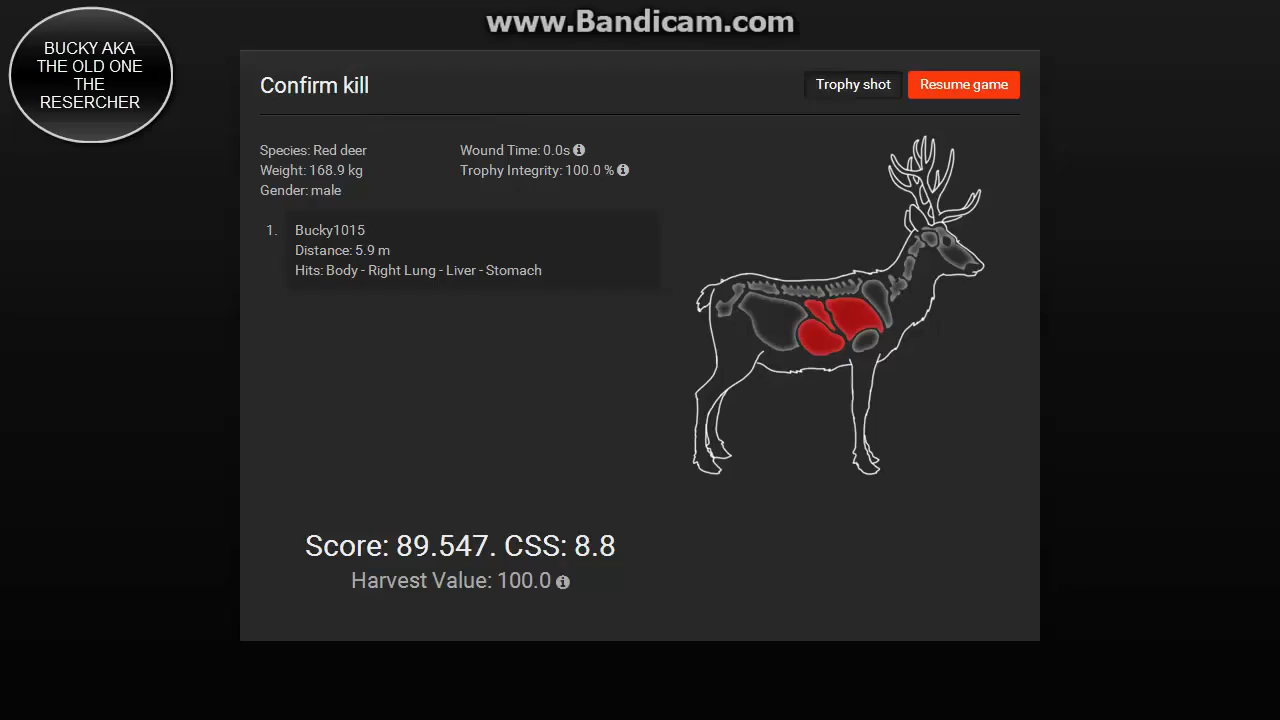 www.Bandicam.com
BUCKY AKA
THE OLD ONE
THE
RESERCHER
Confirm kill
Trophy shot
Resume game
Species: Red deer
Weight: 168.9 kg
Gender: male
Wound Time: 0.0s
Trophy Integrity: 100.0 %
1. Bucky1015
Distance: 5.9 m
Hits: Body - Right Lung - Liver - Stomach
Score: 89.547. CSS: 8.8
Harvest Value: 100.0